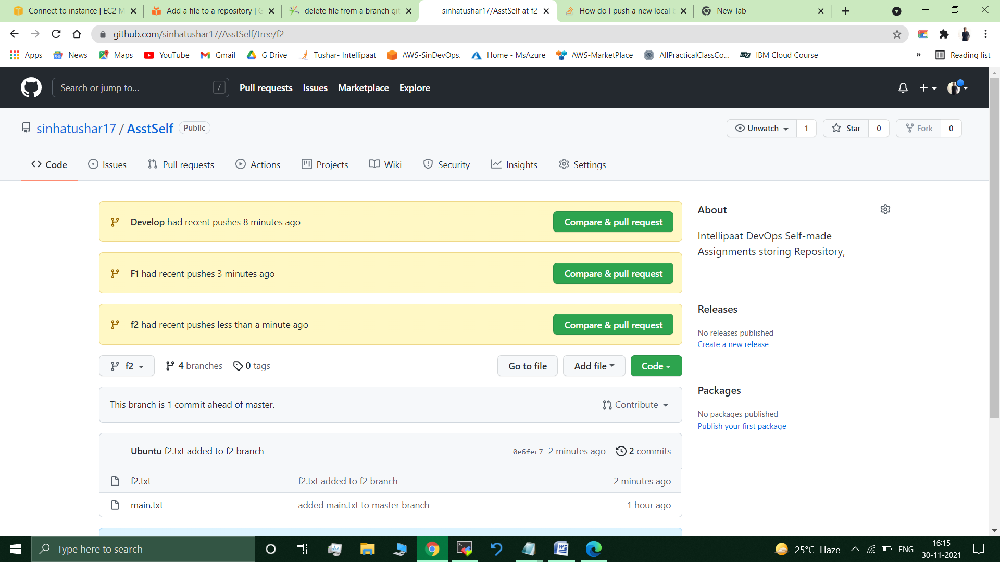 Connect to instance | EC2 M
Add a file to a repository | G
delete file from a branch git
sinhatushar17/AsstSelf at f2
How do I push a new local b
New Tab
github.com/sinhatushar17/AsstSelf/tree/f2
Apps
News
Maps
YouTube
Gmail
G Drive
Tushar- Intellipaat
AWS-SinDevOps.
Home - MsAzure
AWS-MarketPlace
AllPracticalClassCo...
edX
IBM Cloud Course
»
Reading list
Search or jump to...
/
Pull requests
Issues
Marketplace
Explore
sinhatushar17 / AsstSelf
Public
Unwatch
1
Star
0
Fork
0
Code
Issues
Pull requests
Actions
Projects
Wiki
Security
Insights
Settings
Develop had recent pushes 8 minutes ago
Compare & pull request
F1 had recent pushes 3 minutes ago
Compare & pull request
f2 had recent pushes less than a minute ago
Compare & pull request
f2
4 branches
0 tags
Go to file
Add file
Code
This branch is 1 commit ahead of master.
Contribute
Ubuntu f2.txt added to f2 branch
0e6fec7 2 minutes ago
2 commits
f2.txt
f2.txt added to f2 branch
2 minutes ago
main.txt
added main.txt to master branch
1 hour ago
About
Intellipaat DevOps Self-made
Assignments storing Repository,
Releases
No releases published
Create a new release
Packages
No packages published
Publish your first package
Type here to search
25°C Haze
ENG
16:15
30-11-2021